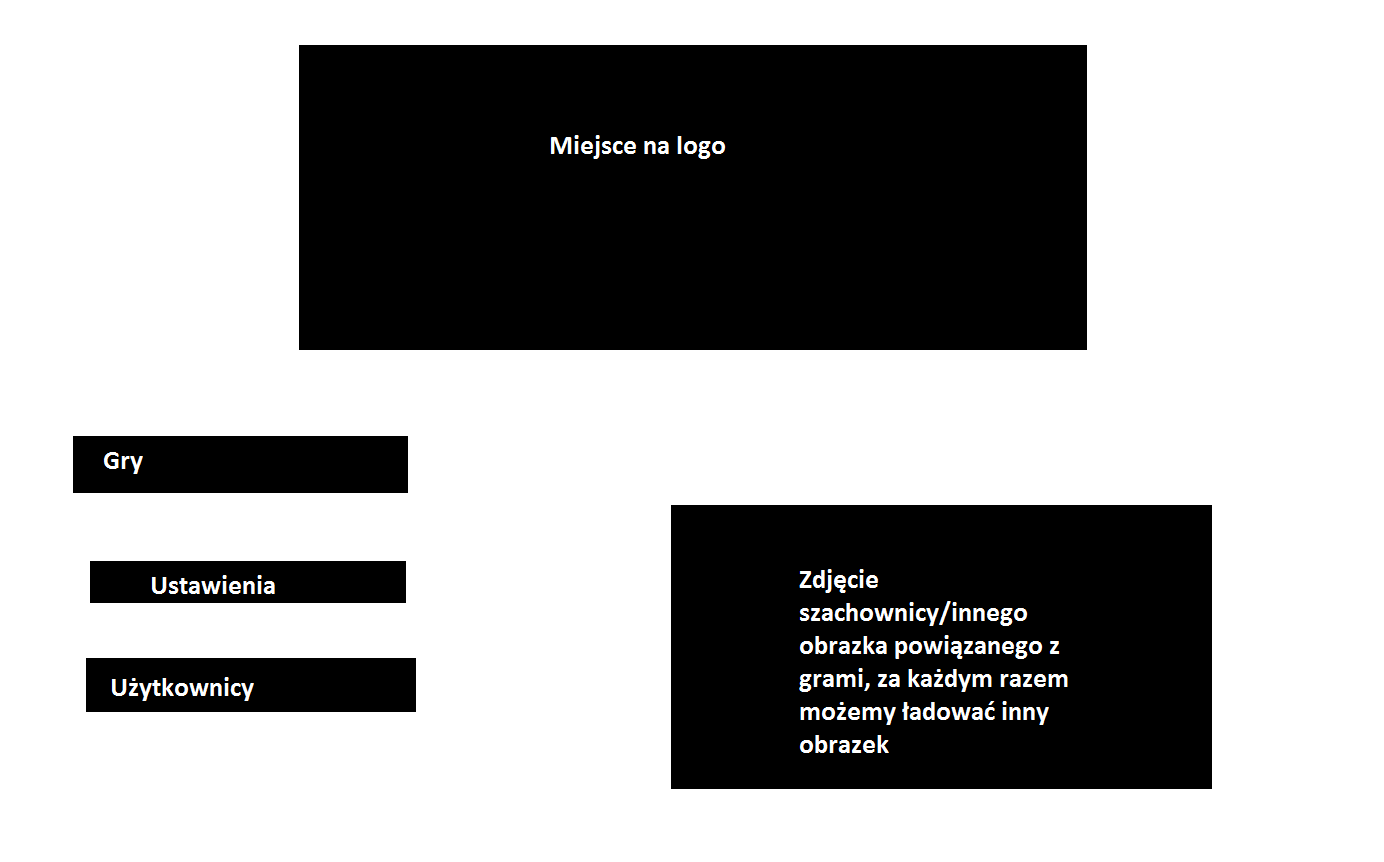 Miejsce na logo
Gry
Ustawienia
Użytkownicy
Zdjęcie
szachownicy/innego
obrazka powiązanego z
grami, za każdym razem
możemy ładować inny
obrazek